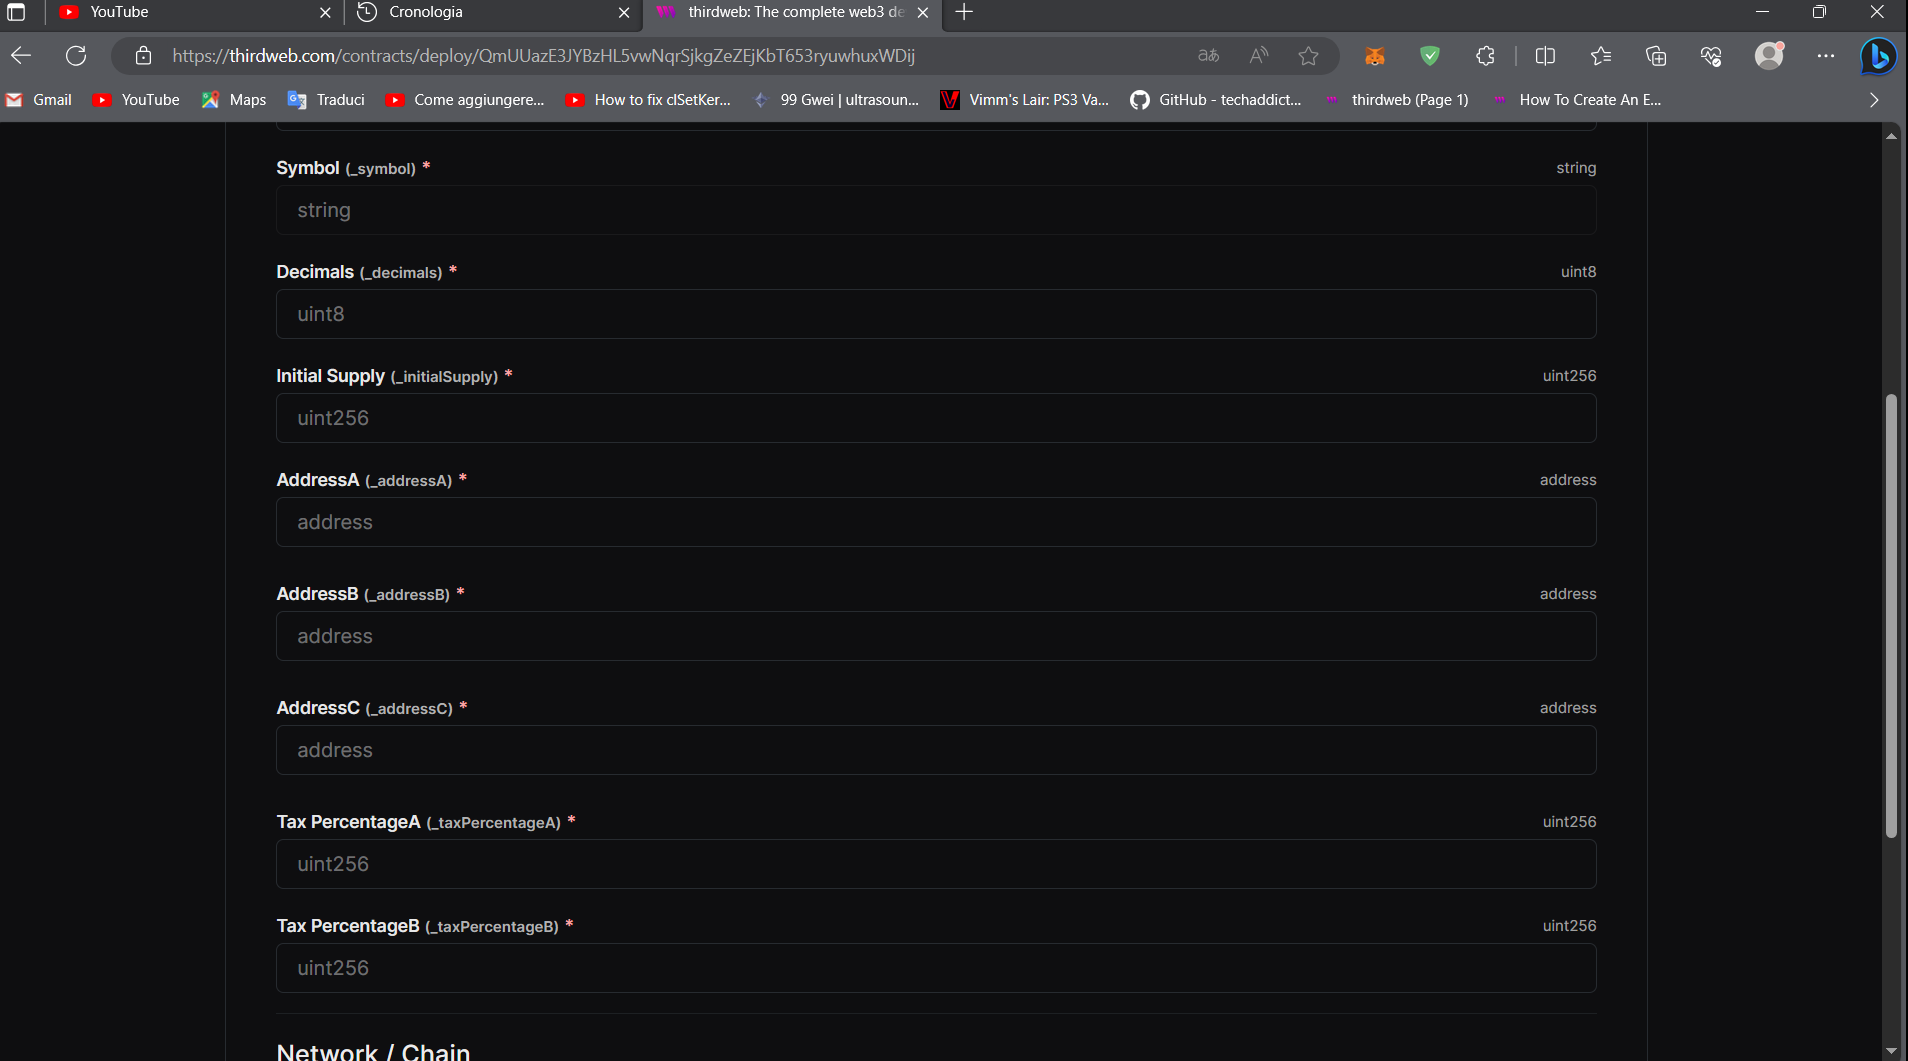 YouTube
Cronologia
thirdweb: The complete web3 de
https://thirdweb.com/contracts/deploy/QmUUazE3JYBzHL5vwNqrSjkgZeZEjKbT653ryuwhuxWDij
Gmail YouTube Maps Traduci Come aggiungere... How to fix clSetKer... 99 Gwei | ultrasoun... Vimm's Lair: PS3 Va... GitHub - techaddict... thirdweb (Page 1) How To Create An E...
Symbol (_symbol) * string
string
Decimals (_decimals) * uint8
uint8
Initial Supply (_initialSupply) * uint256
uint256
AddressA (_addressA) * address
address
AddressB (_addressB) * address
address
AddressC (_addressC) * address
address
Tax PercentageA (_taxPercentageA) * uint256
uint256
Tax PercentageB (_taxPercentageB) * uint256
uint256
Network / Chain